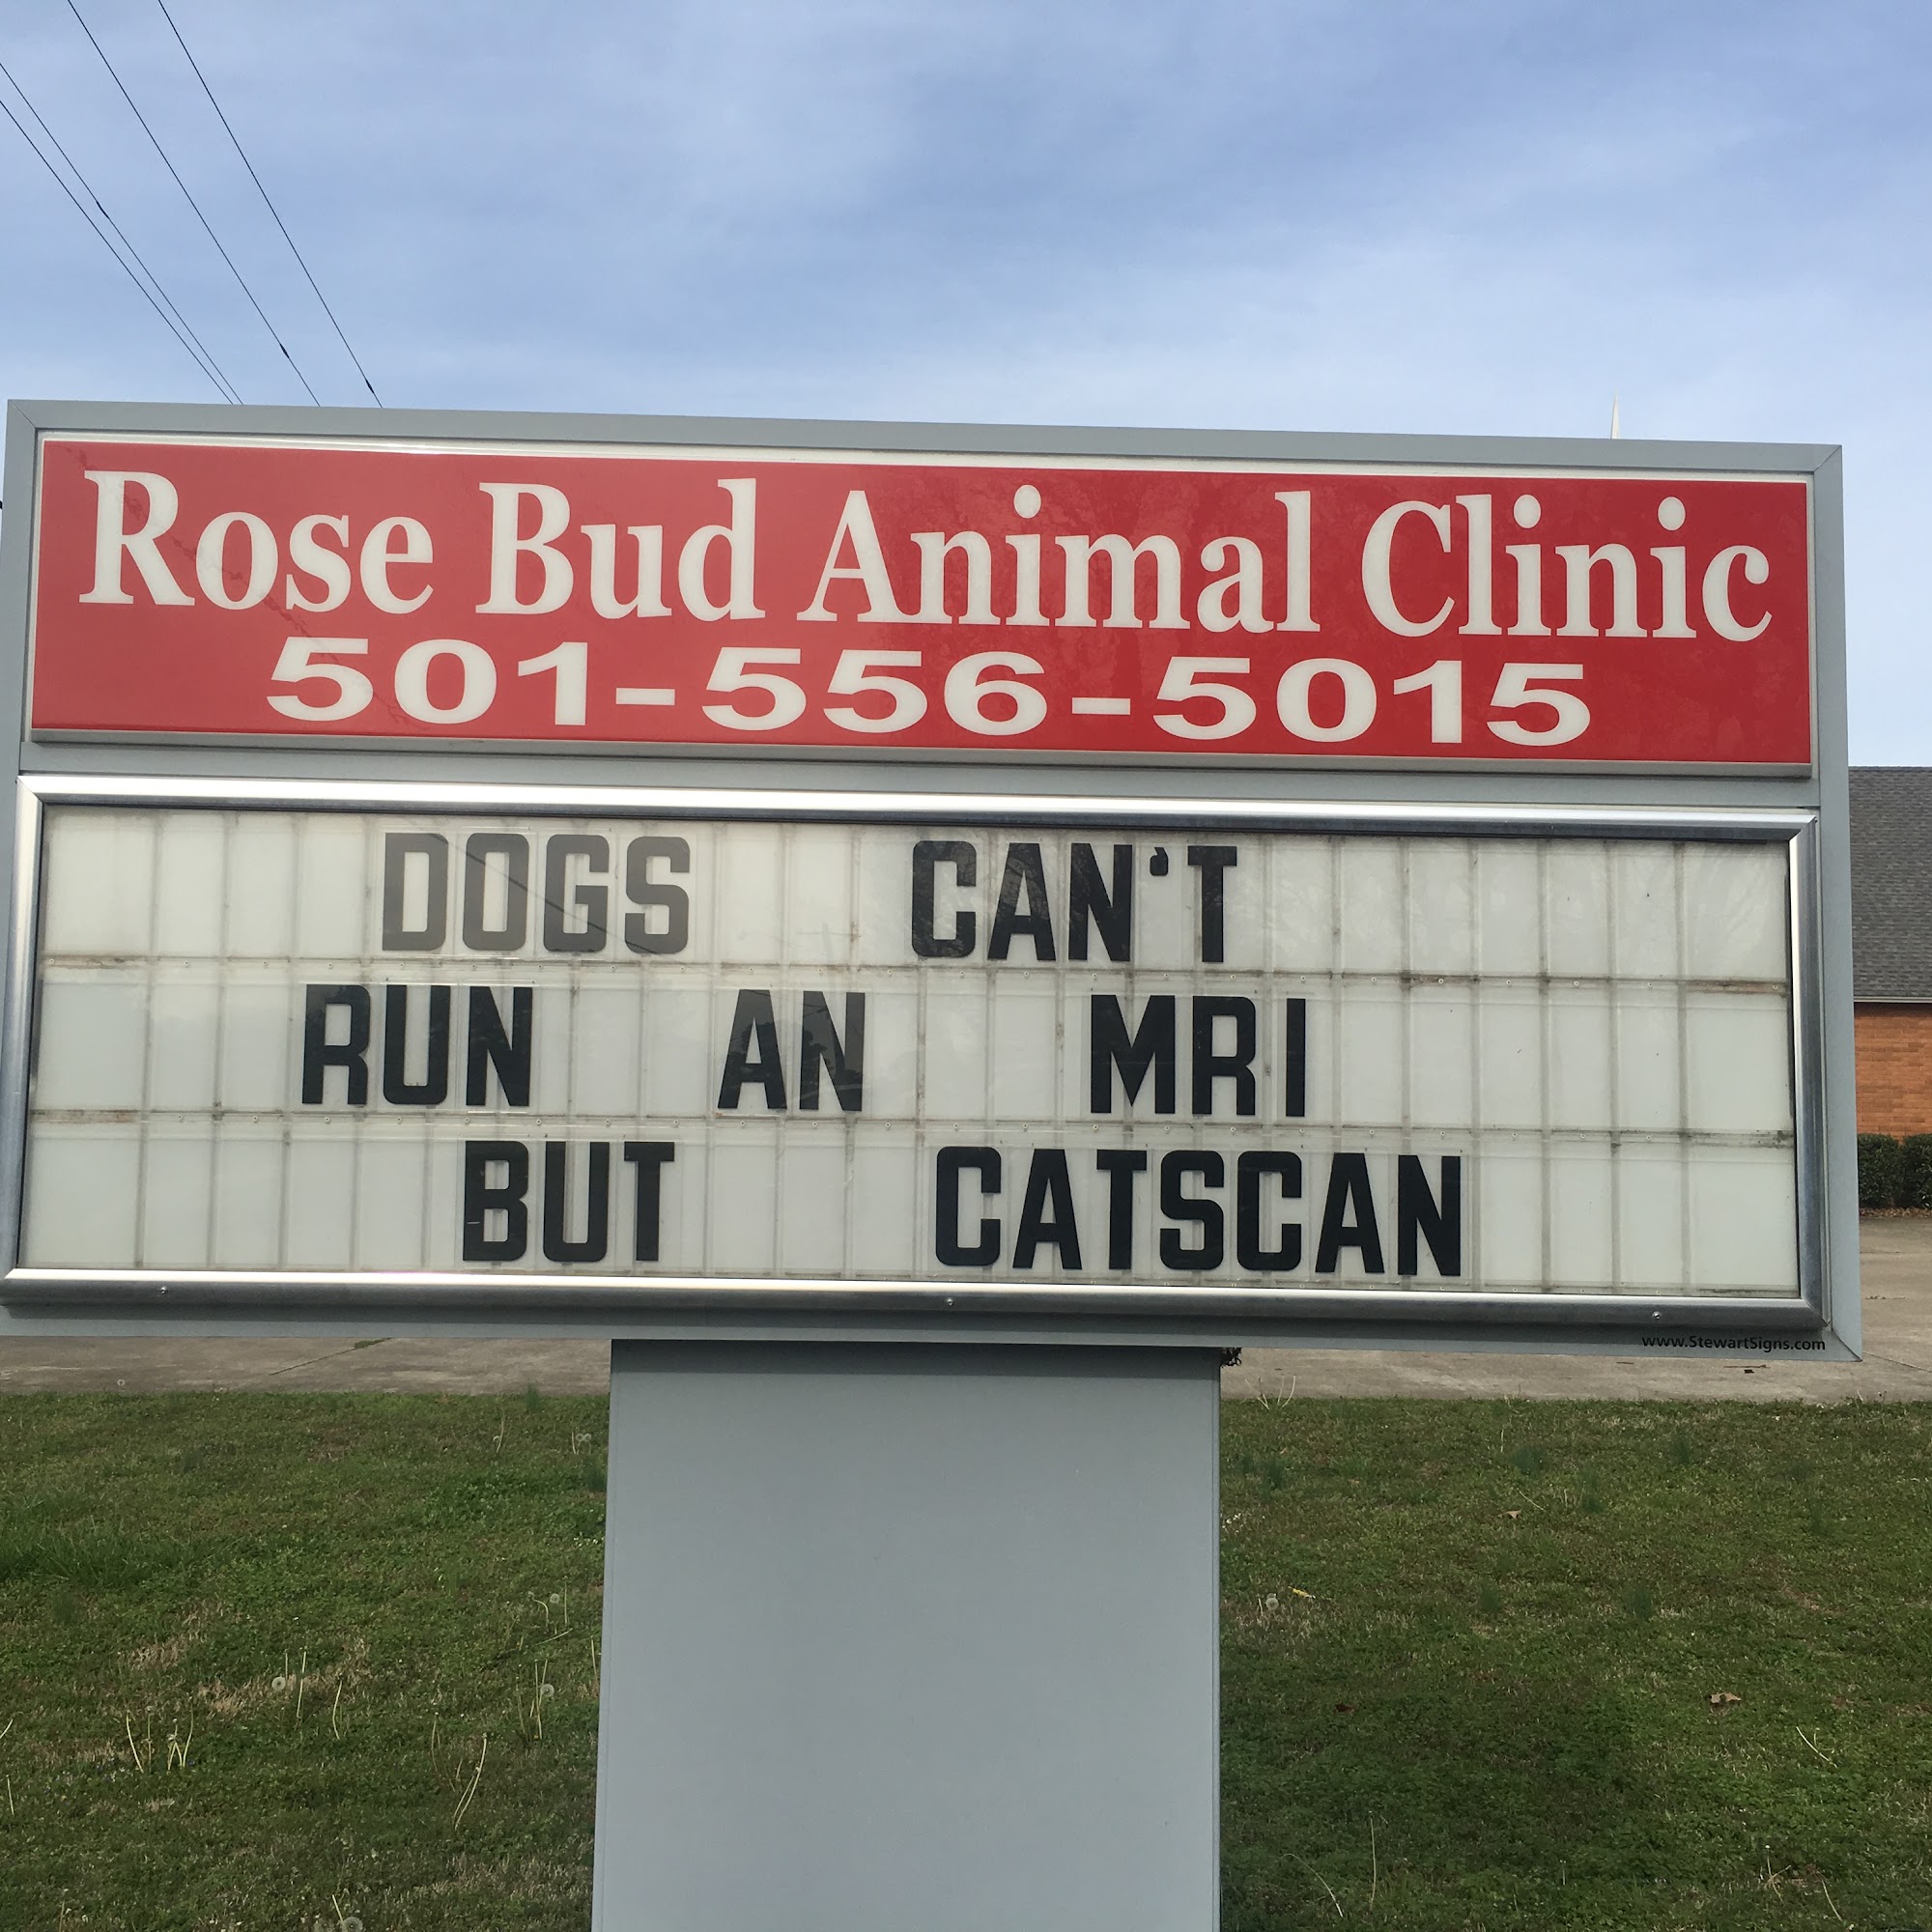 Rose Bud Animal Clinic
501-556-5015
DOGS CAN'T
RUN AN MRI
BUT CATSCAN
www.StewartSigns.com